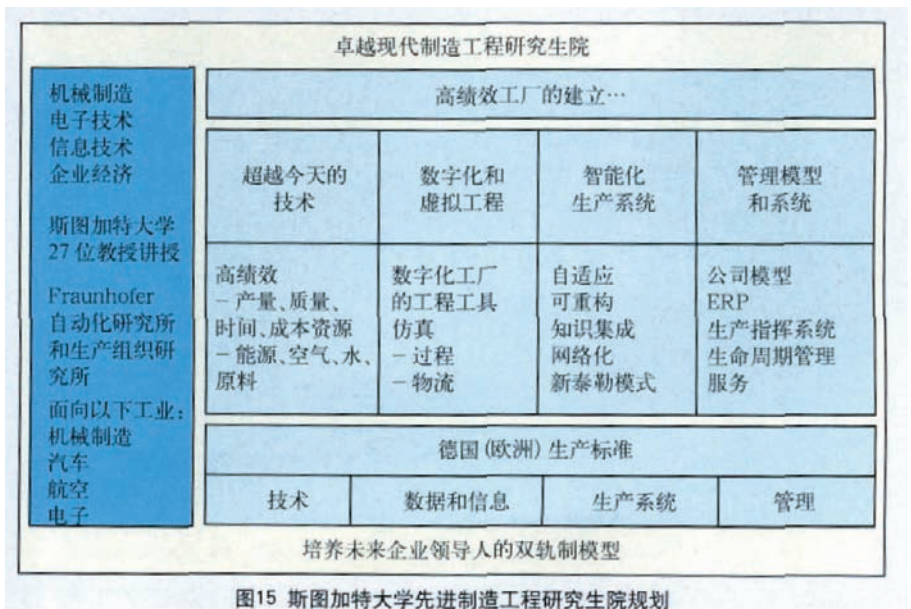 卓越现代制造工程研究生院
机械制造
电子技术
信息技术
企业经济
斯图加特大学
27位教授讲授
Fraunhofer
自动化研究所
和生产组织研
究所
面向以下工业:
机械制造
汽车
航空
电子
高绩效工厂的建立…
超越今天的
技术
数字化和
虚拟工程
智能化
生产系统
管理模型
和系统
高绩效
-产量、质量、
时间、成本资源
-能源、空气、水、
原料
数字化工厂
的工程工具
仿真
-过程
-物流
自适应
可重构
知识集成
网络化
新泰勒模式
公司模型
ERP
生产指挥系统
生命周期管理
服务
德国(欧洲)生产标准
技术
数据和信息
生产系统
管理
培养未来企业领导人的双轨制模型
图15 斯图加特大学先进制造工程研究生院规划